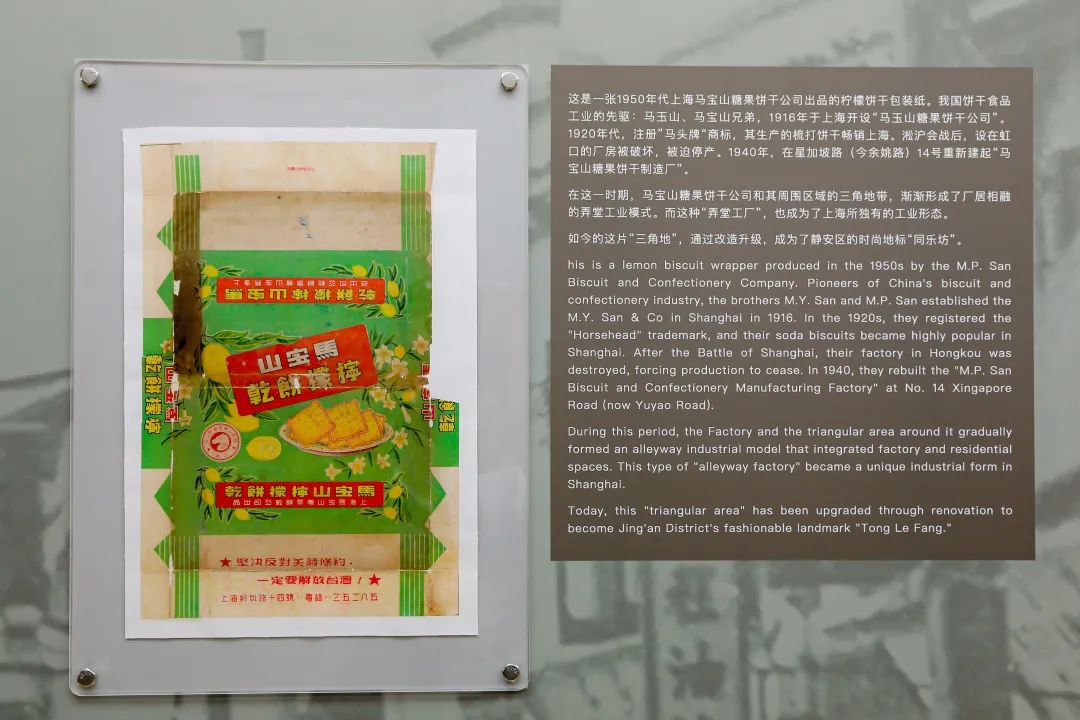 山宝馬
乾餅檬擰
乾餅檬檸山宝馬
上海馬宝山糖菓餅乾公司出品
★堅决反對美蔣條約，
一定要解放台灣！★
这是一张1950年代上海马宝山糖果饼干公司出品的柠檬饼干包装纸。我国饼干食品
工业的先驱：马玉山、马宝山兄弟，1916年于上海开设“马玉山糖果饼干公司”。
1920年代，注册”马头牌“商标，其生产的梳打饼干畅销上海。淞沪会战后，设在虹
口的厂房被破坏，被迫停产。1940年，在星加坡路（今余姚路）14号重新建起“马
宝山糖果饼干制造厂”。
在这一时期，马宝山糖果饼干公司和其周围区域的三角地带，渐渐形成了厂居相融
的弄堂工业模式。而这种“弄堂工厂”，也成为了上海所独有的工业形态。
如今的这片“三角地”，通过改造升级，成为了静安区的时尚地标“同乐坊”。
his is a lemon biscuit wrapper produced in the 1950s by the M.P. San
Biscuit and Confectionery Company. Pioneers of China's biscuit and
confectionery industry, the brothers M.Y. San and M.P. San established the
M.Y. San & Co in Shanghai in 1916. In the 1920s, they registered the
"Horsehead" trademark, and their soda biscuits became highly popular in
Shanghai. After the Battle of Shanghai, their factory in Hongkou was
destroyed, forcing production to cease. In 1940, they rebuilt the "M.P. San
Biscuit and Confectionery Manufacturing Factory" at No. 14 Xingapore
Road (now Yuyao Road).
During this period, the Factory and the triangular area around it gradually
formed an alleyway industrial model that integrated factory and residential
spaces. This type of "alleyway factory" became a unique industrial form in
Shanghai.
Today, this "triangular area" has been upgraded through renovation to
become Jing'an District's fashionable landmark "Tong Le Fang."